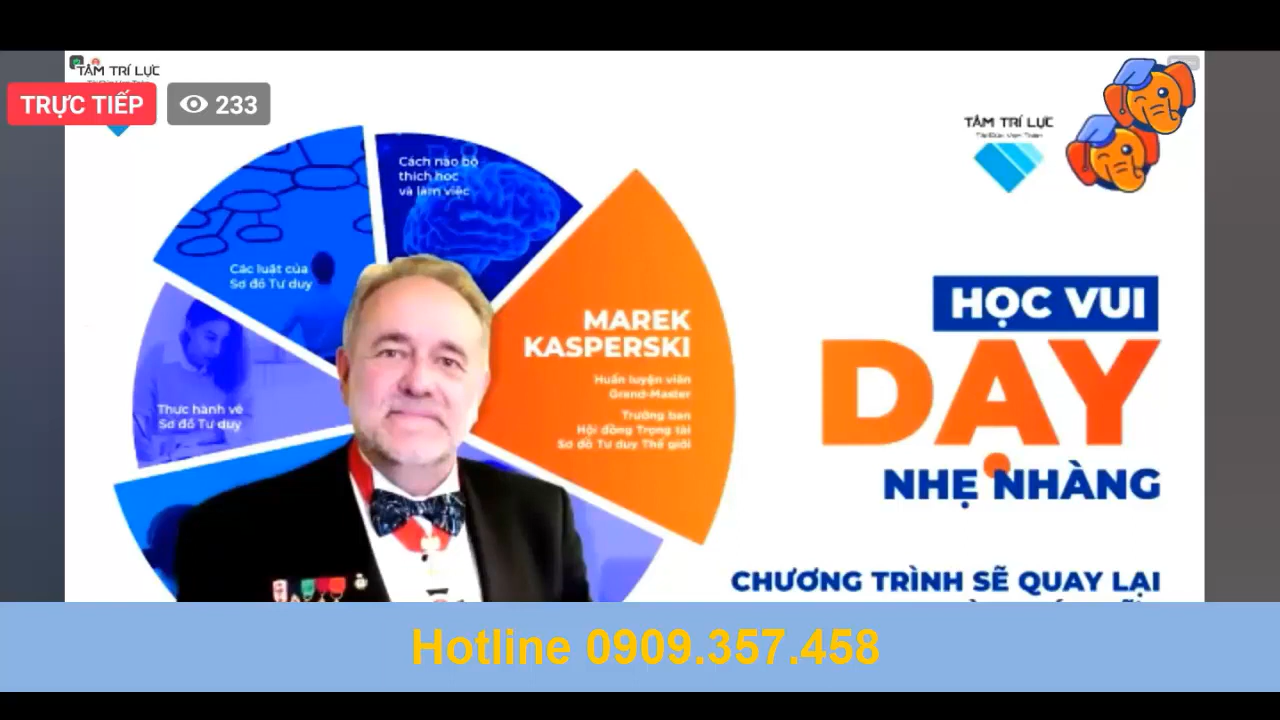 TÂM TRÍ LỰC
TRỰC TIẾP
233
TÂM TRÍ LỰC
Cách nào bộ
thích học
và làm việc
Các luật của
Sơ đồ Tư duy
Thực hành vẽ
Sơ đồ Tư duy
MAREK
KASPERSKI
Huấn luyện viên
Grand-Master
Trưởng ban
Hội đồng Trọng tài
Sơ đồ Tư duy Thế giới
HỌC VUI
DẠY
NHẸ NHÀNG
CHƯƠNG TRÌNH SẼ QUAY LẠI
Hotline 0909.357.458